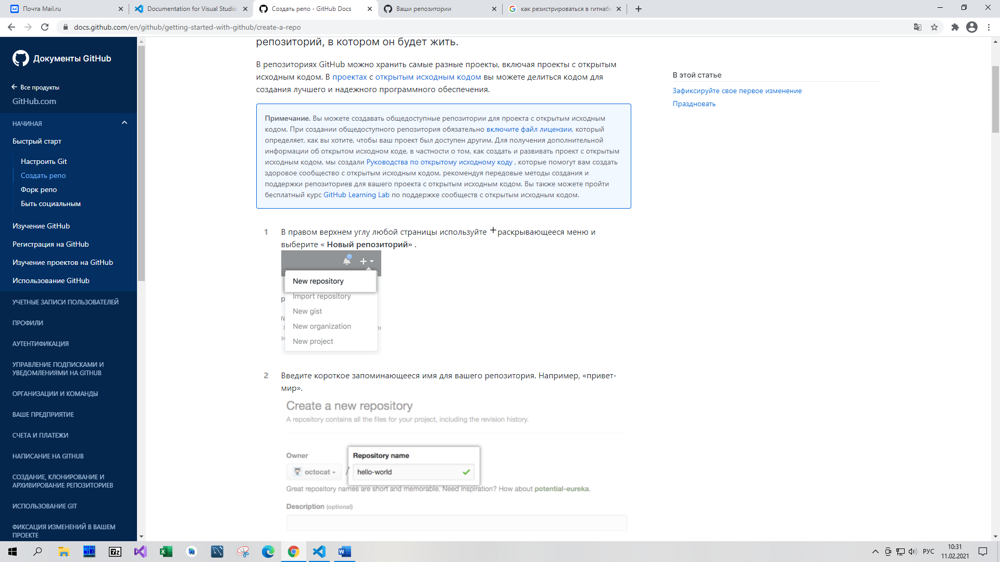 Почта Mail.ru
Documentation for Visual Studio
Создать репо - GitHub Docs
Ваши репозитории
как резистрироваться в гитнабе
docs.github.com/en/github/getting-started-with-github/create-a-repo
Документы GitHub
Все продукты
GitHub.com
НАЧИНАЯ
Быстрый старт
Настроить Git
Создать репо
Форк репо
Быть социальным
Изучение GitHub
Регистрация на GitHub
Изучение проектов на GitHub
Использование GitHub
УЧЕТНЫЕ ЗАПИСИ ПОЛЬЗОВАТЕЛЕЙ
ПРОФИЛИ
АУТЕНТИФИКАЦИЯ
УПРАВЛЕНИЕ ПОДПИСКАМИ И
УВЕДОМЛЕНИЯМИ НА GITHUB
ОРГАНИЗАЦИИ И КОМАНДЫ
ВАШЕ ПРЕДПРИЯТИЕ
СЧЕТА И ПЛАТЕЖИ
НАПИСАНИЕ НА GITHUB
СОЗДАНИЕ, КЛОНИРОВАНИЕ И
АРХИВИРОВАНИЕ РЕПОЗИТОРИЕВ
ИСПОЛЬЗОВАНИЕ GIT
ФИКСАЦИЯ ИЗМЕНЕНИЙ В ВАШЕМ
ПРОЕКТЕ
репозиторий, в котором он будет жить.
В репозиториях GitHub можно хранить самые разные проекты, включая проекты с открытым
исходным кодом. В проектах с открытым исходным кодом вы можете делиться кодом для
создания лучшего и надежного программного обеспечения.
Примечание. Вы можете создавать общедоступные репозитории для проекта с открытым исходным
кодом. При создании общедоступного репозитория обязательно включите файл лицензии, который
определяет, как вы хотите, чтобы ваш проект был доступен другим. Для получения дополнительной
информации об открытом исходном коде, в частности о том, как создать и развивать проект с открытым
исходным кодом, мы создали Руководства по открытому исходному коду , которые помогут вам создать
здоровое сообщество с открытым исходным кодом, рекомендуя передовые методы создания и
поддержки репозиториев для вашего проекта с открытым исходным кодом. Вы также можете пройти
бесплатный курс GitHub Learning Lab по поддержке сообществ с открытым исходным кодом.
1 В правом верхнем углу любой страницы используйте +раскрывающееся меню и
выберите « Новый репозиторий» .
New repository
Import repository
New gist
New organization
New project
2 Введите короткое запоминающееся имя для вашего репозитория. Например, «привет-
мир».
Create a new repository
A repository contains all the files for your project, including the revision history.
Owner
Repository name
octocat / hello-world
Great repository names are short and memorable. Need inspiration? How about potential-eureka.
Description (optional)
В этой статье
Зафиксируйте свое первое изменение
Праздновать
РУС
10:31
11.02.2021